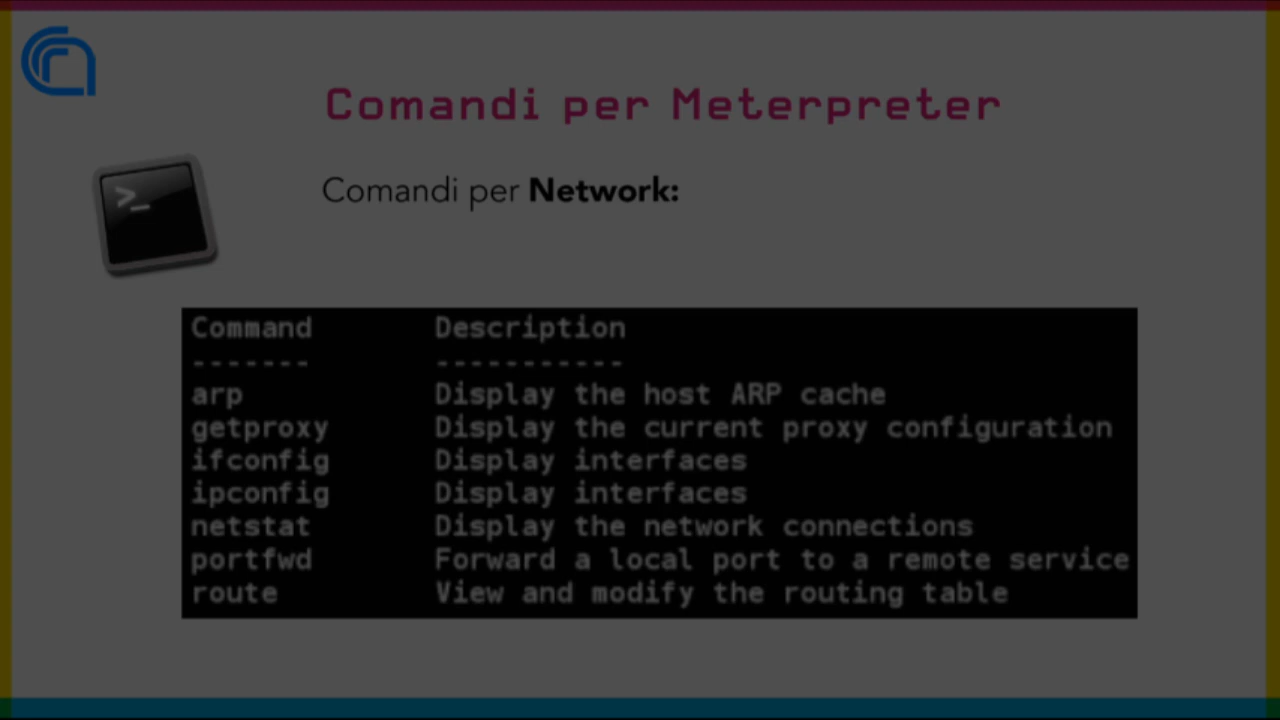 Comandi per Meterpreter
>_
Comandi per Network:
Command Description
------- -----------
arp Display the host ARP cache
getproxy Display the current proxy configuration
ifconfig Display interfaces
ipconfig Display interfaces
netstat Display the network connections
portfwd Forward a local port to a remote service
route View and modify the routing table